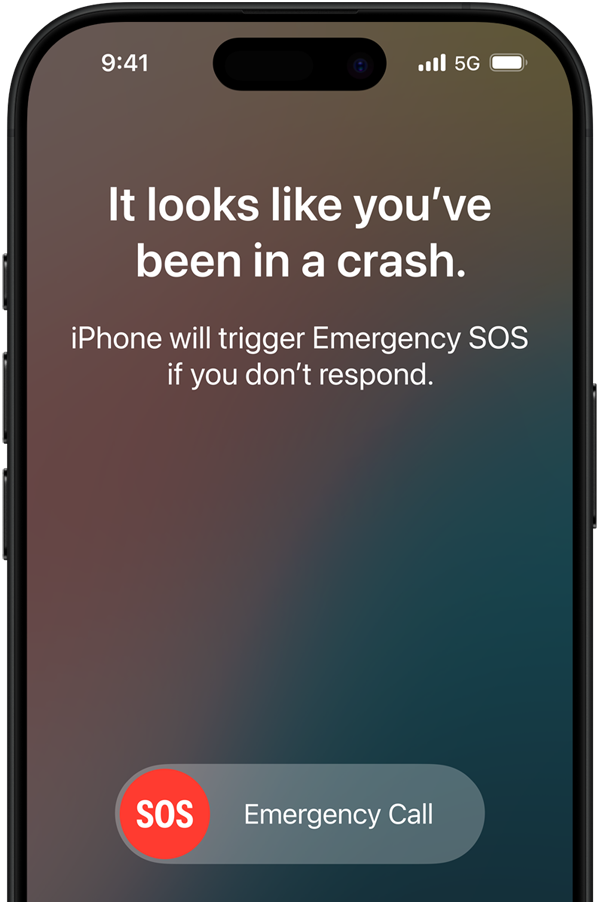 9:41 5G
It looks like you’ve
been in a crash.
iPhone will trigger Emergency SOS
if you don’t respond.
SOS Emergency Call